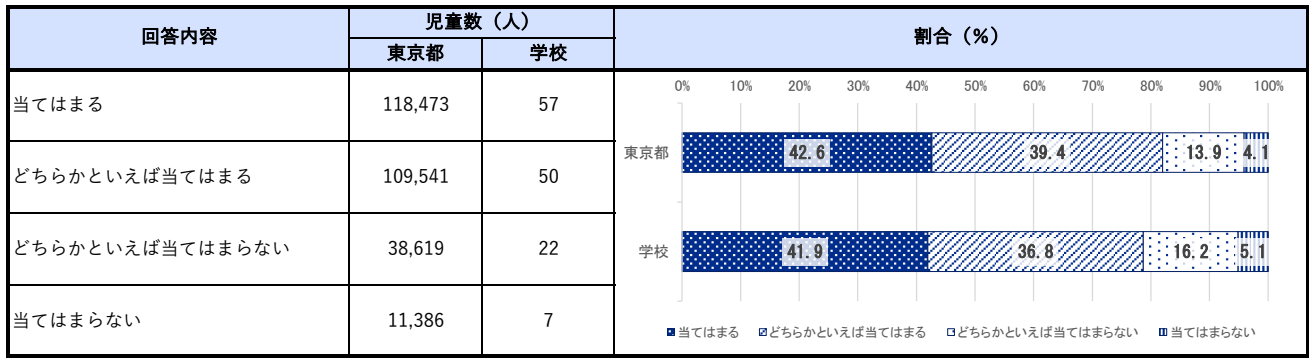 回答内容
児童数（人）
割合（%）
東京都
学校
当てはまる
118,473
57
どちらかといえば当てはまる
109,541
50
どちらかといえば当てはまらない
38,619
22
当てはまらない
11,386
7
0% 10% 20% 30% 40% 50% 60% 70% 80% 90% 100%
東京都
42.6 39.4 13.9 4.1
学校
41.9 36.8 16.2 5.1
当てはまる どちらかといえば当てはまる どちらかといえば当てはまらない 当てはまらない